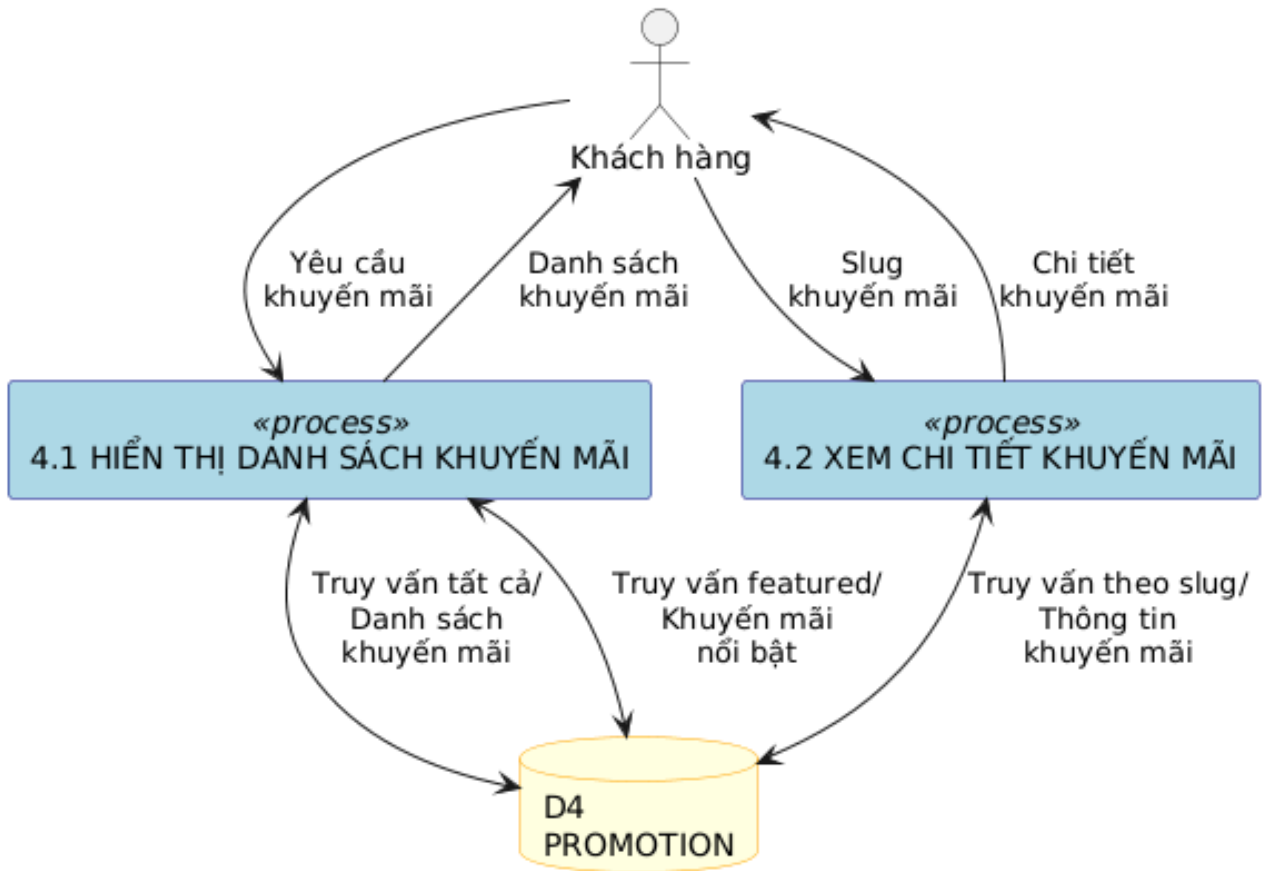 Khách hàng
Yêu cầu
khuyến mãi
Danh sách
khuyến mãi
Slug
khuyến mãi
Chi tiết
khuyến mãi
«process»
4.1 HIỂN THỊ DANH SÁCH KHUYẾN MÃI
«process»
4.2 XEM CHI TIẾT KHUYẾN MÃI
Truy vấn tất cả/
Danh sách
khuyến mãi
Truy vấn featured/
Khuyến mãi
nổi bật
Truy vấn theo slug/
Thông tin
khuyến mãi
D4
PROMOTION